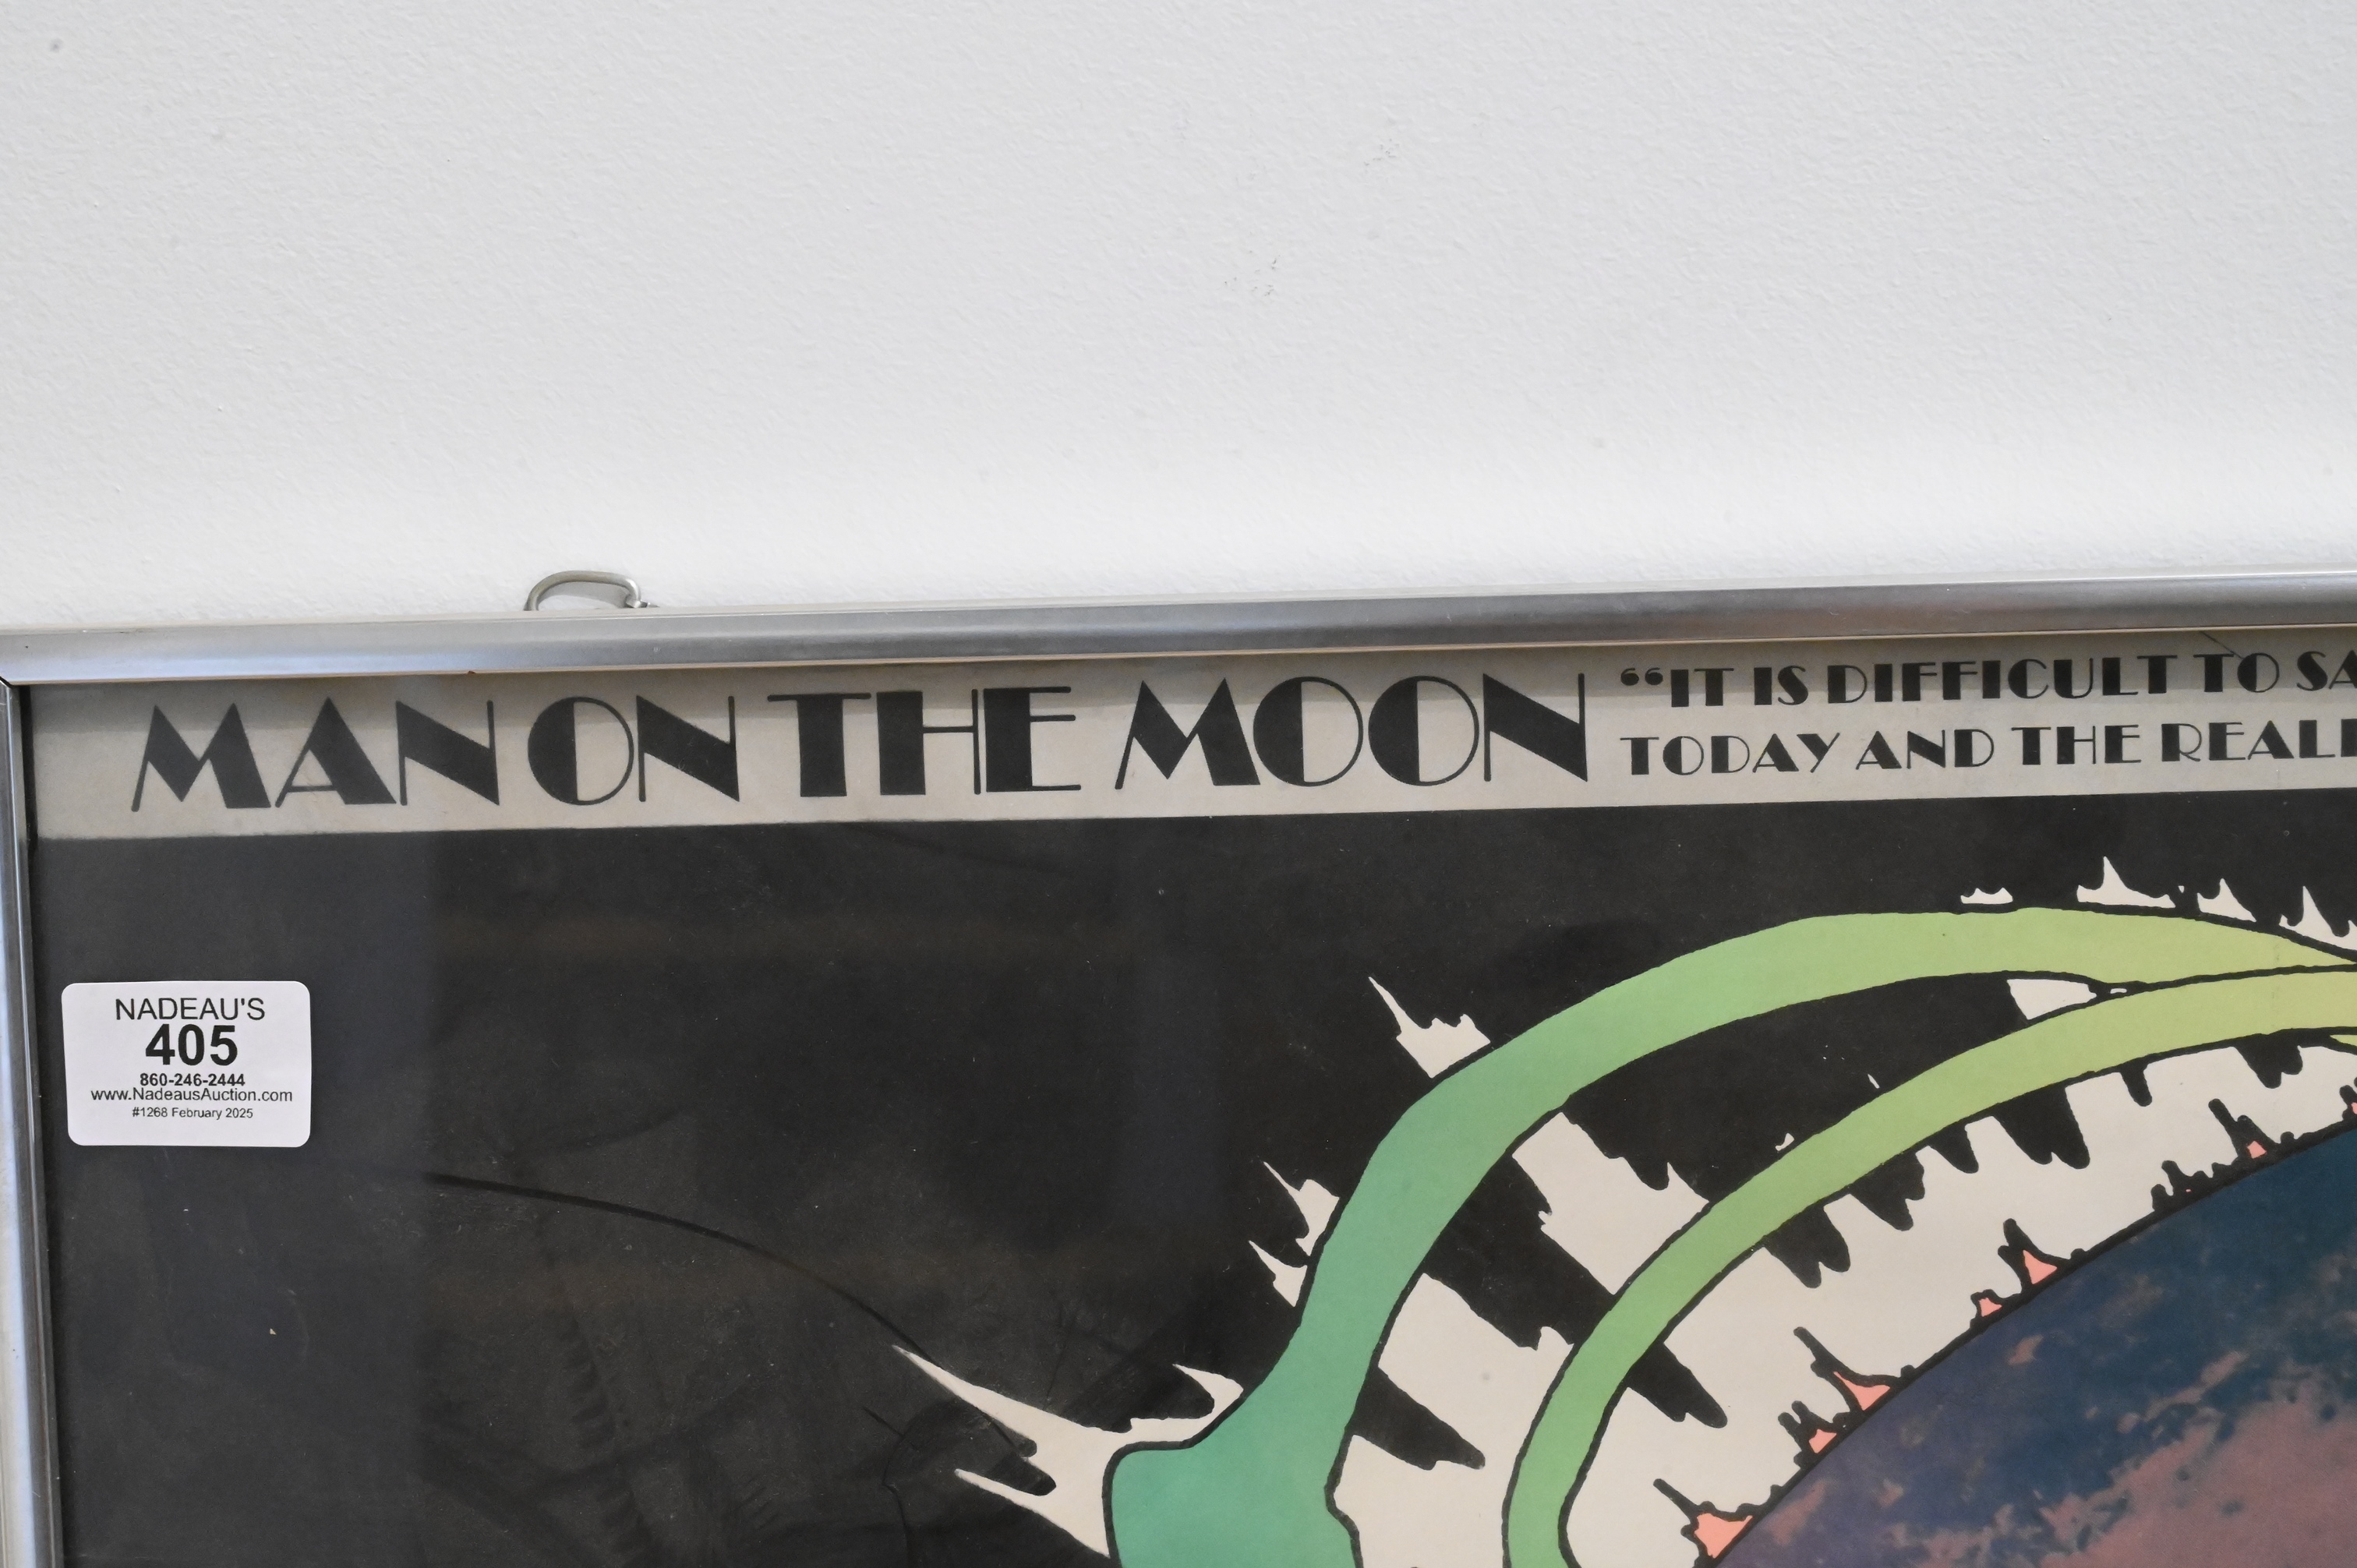 MAN ON THE MOON
“IT IS DIFFICULT TO
TODAY AND THE
NADEAU'S
405
860-246-2444
www.NadeausAuction.com
#1268 February 2025